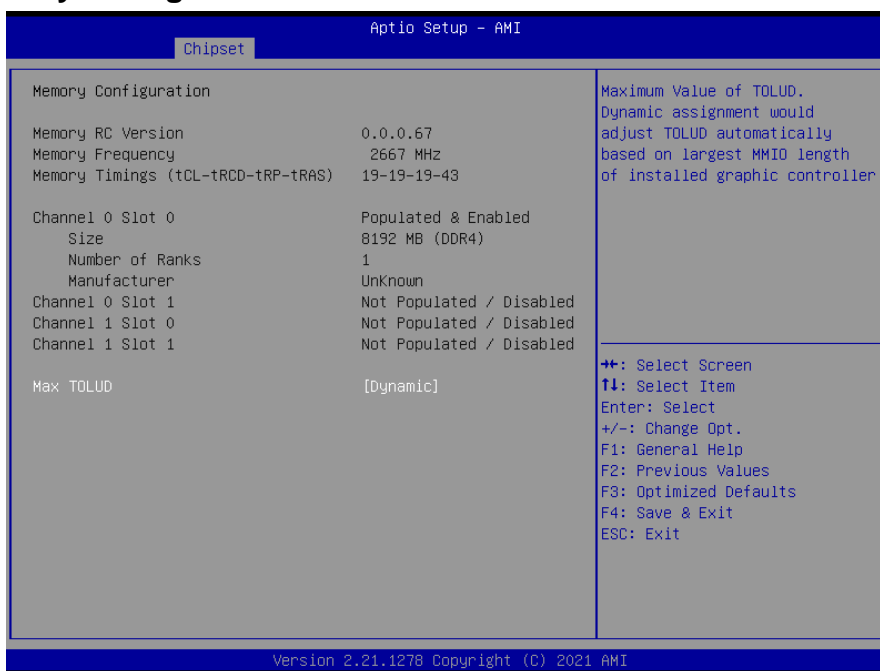 Aptio Setup – AMI
Chipset
Memory Configuration
Memory RC Version 0.0.0.67
Memory Frequency 2667 MHz
Memory Timings (tCL-tRCD-tRP-tRAS) 19-19-19-43
Channel 0 Slot 0 Populated & Enabled
Size 8192 MB (DDR4)
Number of Ranks 1
Manufacturer UnKnown
Channel 0 Slot 1 Not Populated / Disabled
Channel 1 Slot 0 Not Populated / Disabled
Channel 1 Slot 1 Not Populated / Disabled
Max TOLUD [Dynamic]
Maximum Value of TOLUD.
Dynamic assignment would
adjust TOLUD automatically
based on largest MMIO length
of installed graphic controller
→←: Select Screen
↑↓: Select Item
Enter: Select
+/-: Change Opt.
F1: General Help
F2: Previous Values
F3: Optimized Defaults
F4: Save & Exit
ESC: Exit
Version 2.21.1278 Copyright (C) 2021 AMI